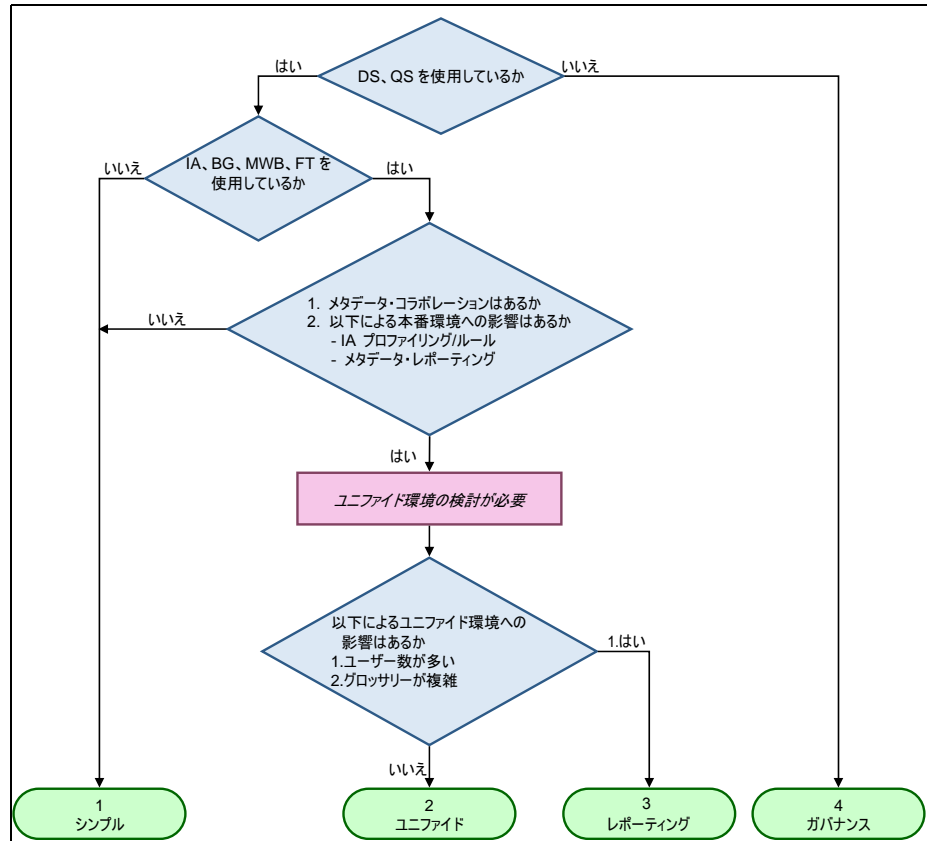 DS、QS を使用しているか
はい
いいえ
IA、BG、MWB、FT を
使用しているか
いいえ
はい
1. メタデータ・コラボレーションはあるか
2. 以下による本番環境への影響はあるか
- IA プロファイリング/ルール
- メタデータ・レポーティング
いいえ
はい
ユニファイド環境の検討が必要
以下によるユニファイド環境への
影響はあるか
1.ユーザー数が多い
2.グロッサリーが複雑
1.はい
いいえ
1
シンプル
2
ユニファイド
3
レポーティング
4
ガバナンス